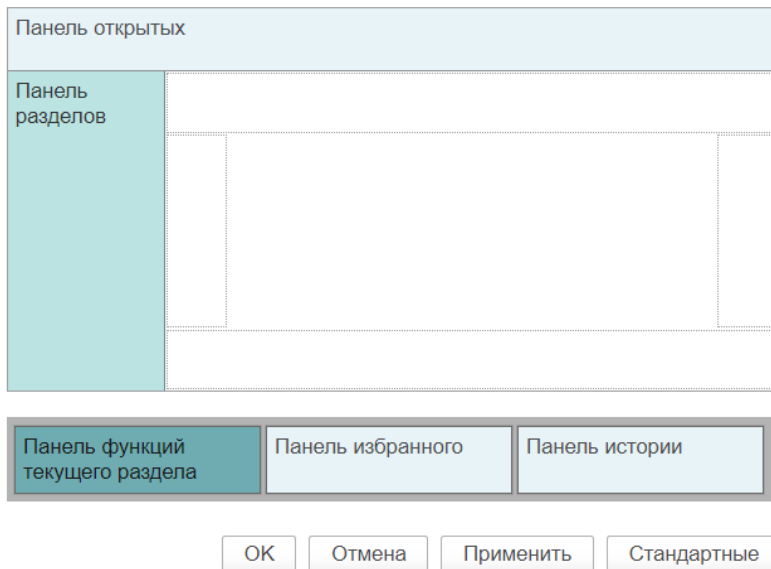 Панель открытых
Панель
разделов
Панель функций
текущего раздела
Панель избранного
Панель истории
OK
Отмена
Применить
Стандартные